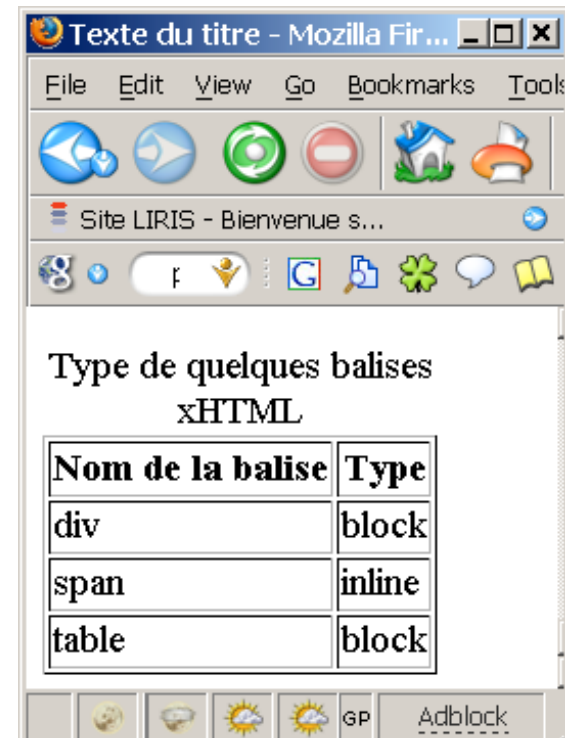 Texte du titre - Mozilla Fir...
File Edit View Go Bookmarks Tools
Site LIRIS - Bienvenue s...
G
Type de quelques balises
xHTML
Nom de la balise Type
div block
span inline
table block
GP Adblock